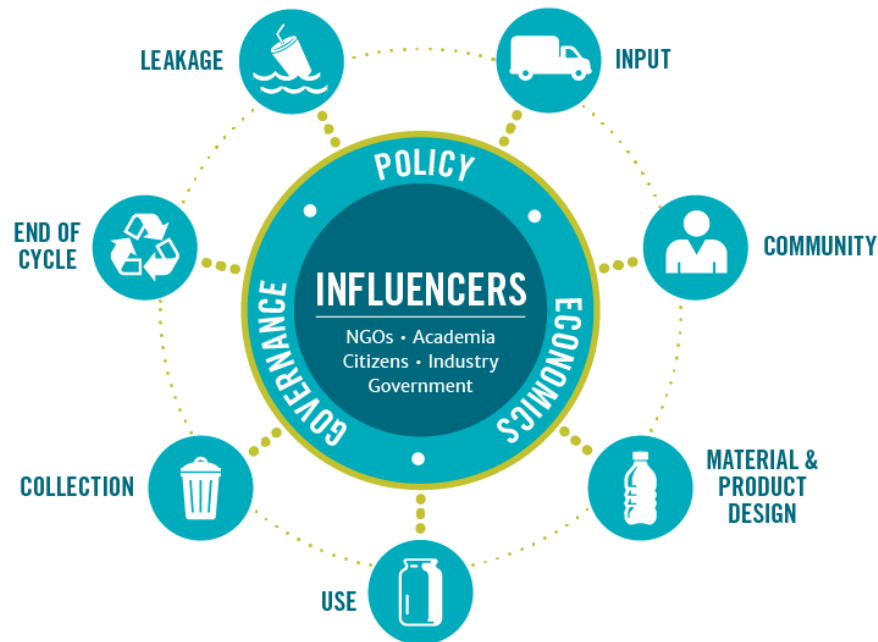 LEAKAGE
INPUT
POLICY
END OF
CYCLE
COMMUNITY
INFLUENCERS
NGOs • Academia
Citizens • Industry
Government
GOVERNANCE
ECONOMICS
COLLECTION
MATERIAL &
PRODUCT
DESIGN
USE